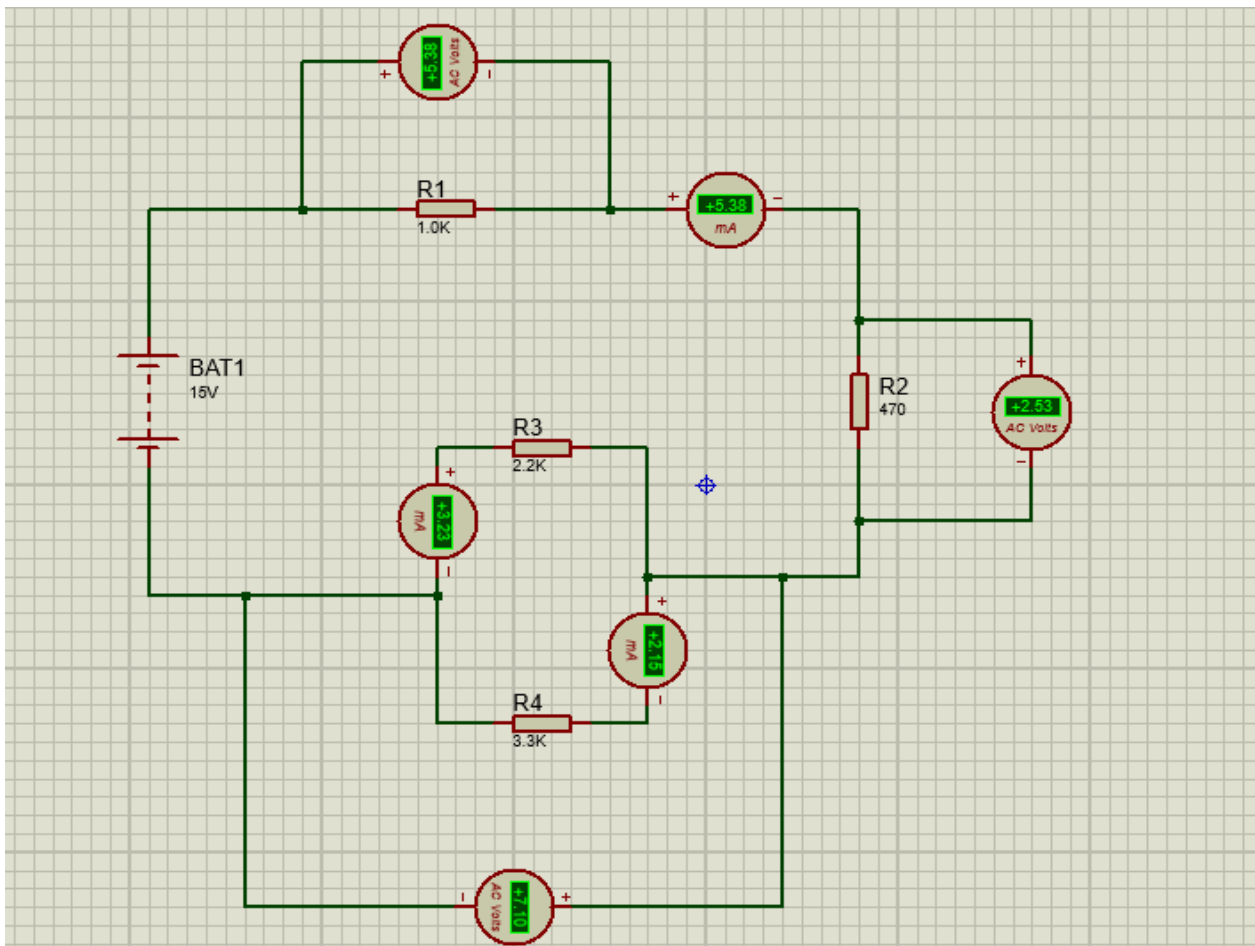 +5.38
AC Volts
+ −
R1
1.0K
+ −
+5.38
mA
BAT1
15V
R2
470
+
+2.53
AC Volts
−
R3
2.2K
+
+3.23
mA
−
+
+2.15
mA
−
R4
3.3K
− +
AC Volts
+7.10